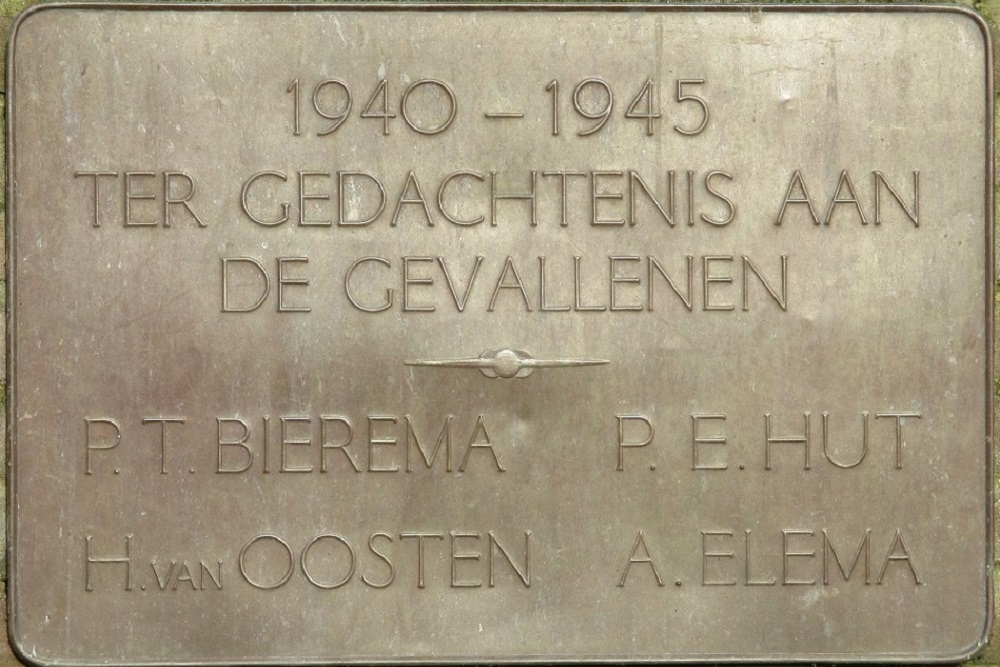 1940 – 1945
TER GEDACHTENIS AAN
DE GEVALLENEN
P. T. BIEREMA P. E. HUT
H. VAN OOSTEN A. ELEMA